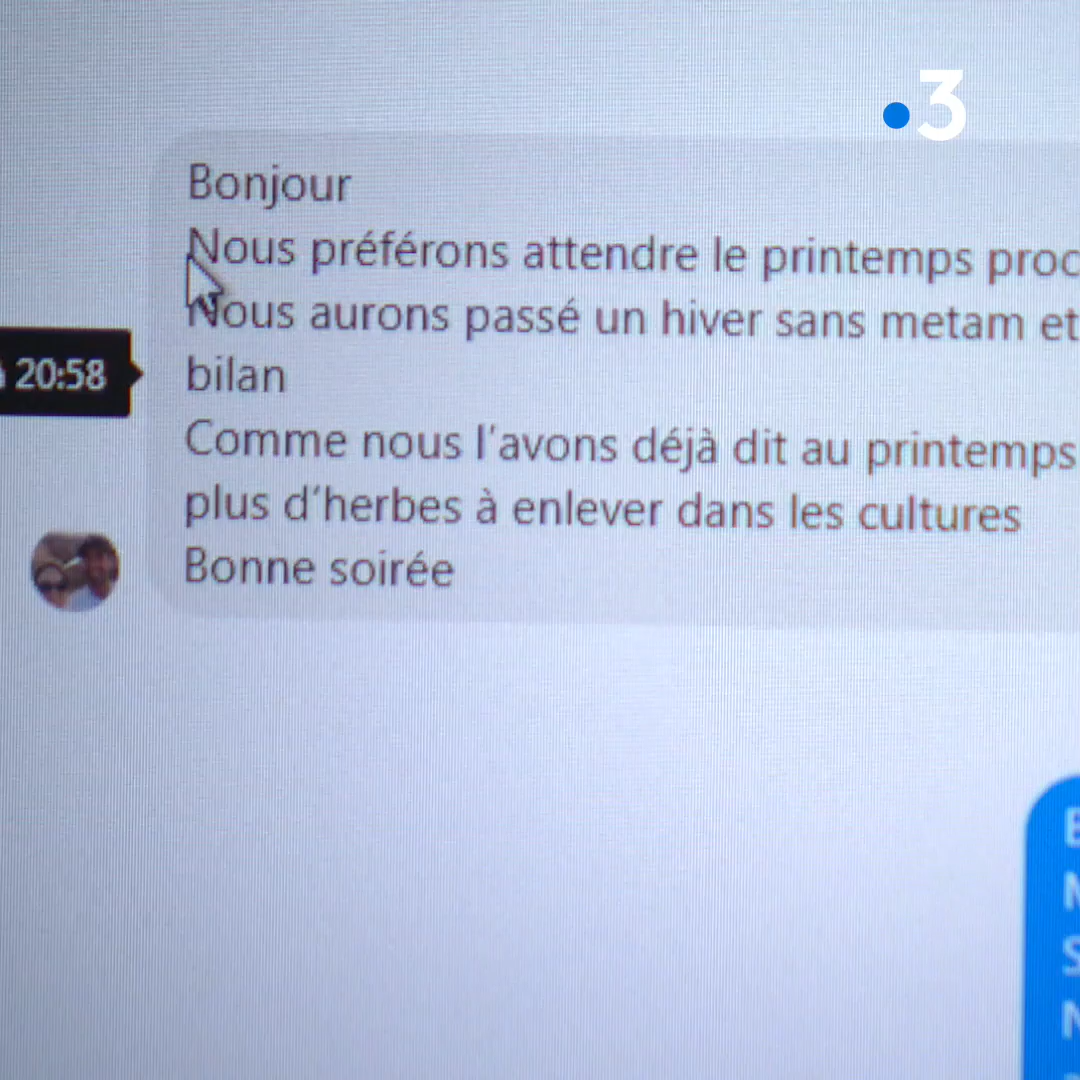 3
Bonjour
Nous préférons attendre le printemps proc
Nous aurons passé un hiver sans metam et
20:58
bilan
Comme nous l'avons déjà dit au printemps
plus d'herbes à enlever dans les cultures
Bonne soirée